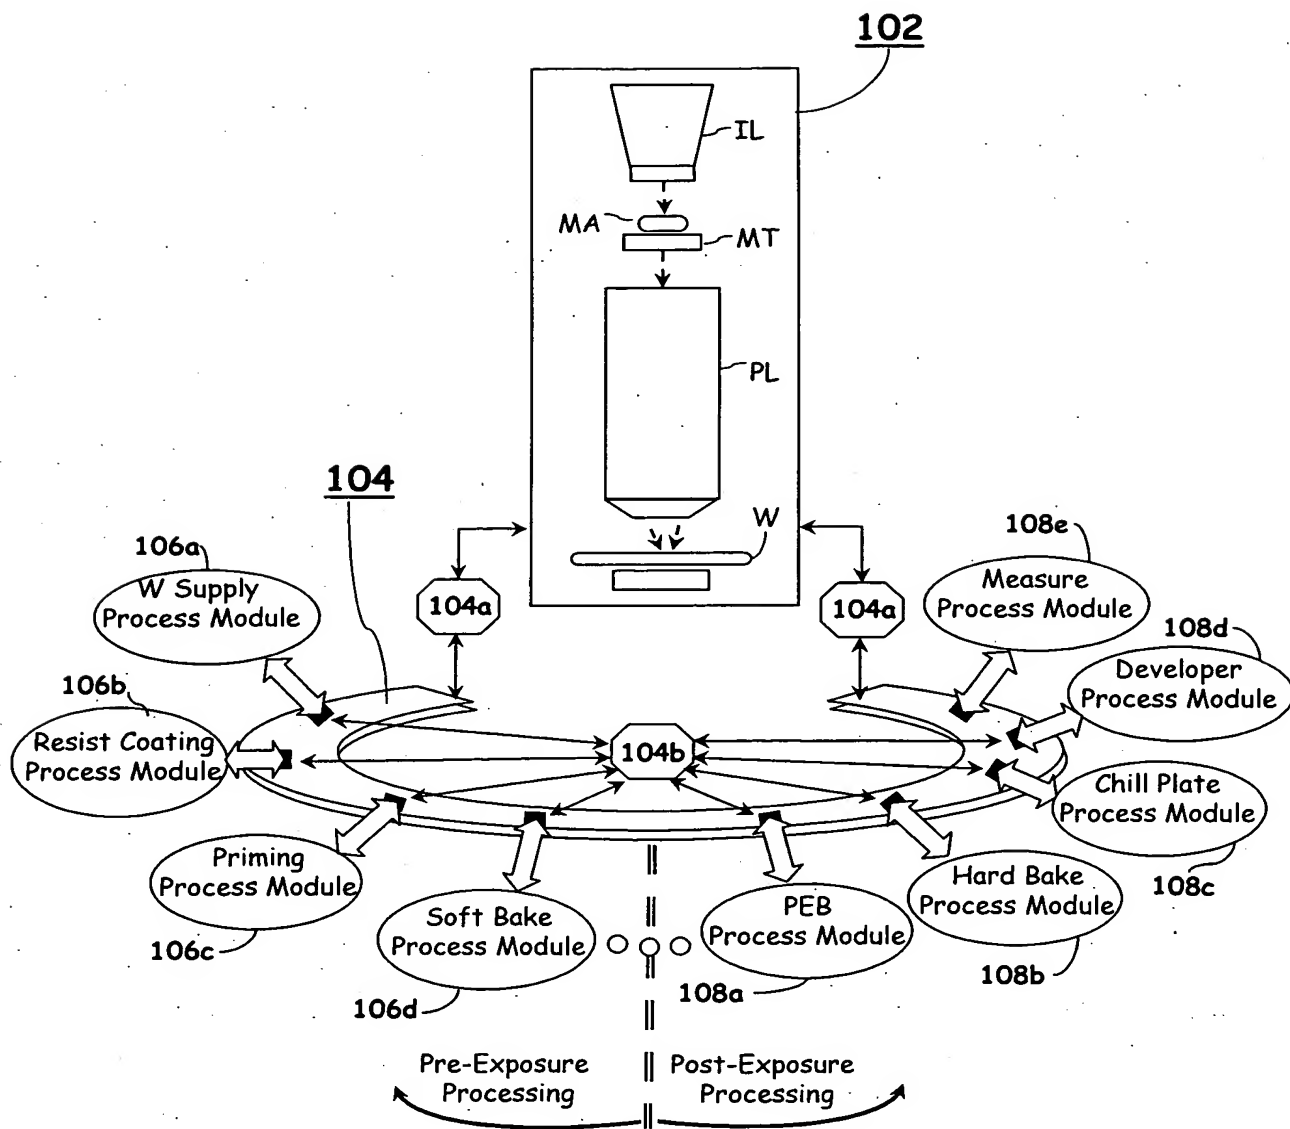 102
IL
MA
MT
PL
W
104
104a
104a
104b
106a
W Supply
Process Module
106b
Resist Coating
Process Module
Priming
Process Module
106c
Soft Bake
Process Module
106d
108e
Measure
Process Module
108d
Developer
Process Module
Chill Plate
Process Module
108c
Hard Bake
Process Module
108b
PEB
Process Module
108a
Pre-Exposure
Processing
Post-Exposure
Processing